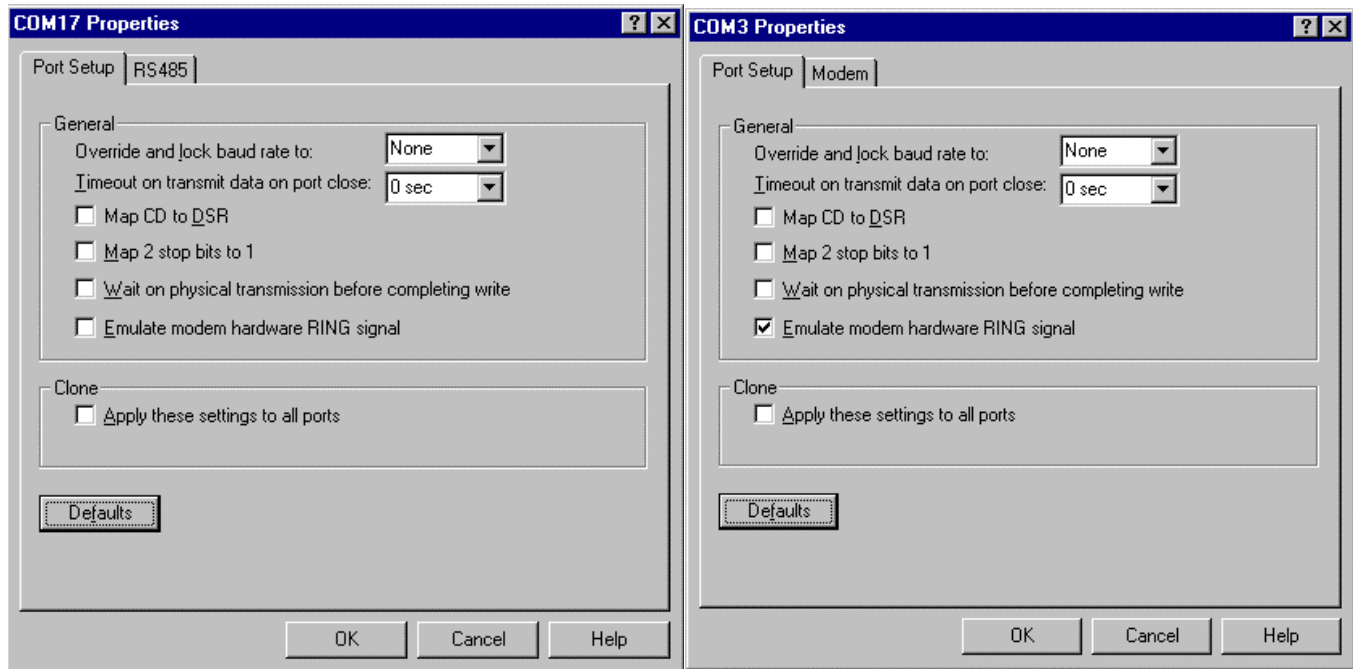 COM17 Properties
Port Setup
RS485
General
Override and lock baud rate to:
None
Timeout on transmit data on port close:
0 sec
Map CD to DSR
Map 2 stop bits to 1
Wait on physical transmission before completing write
Emulate modem hardware RING signal
Clone
Apply these settings to all ports
Defaults
OK
Cancel
Help
COM3 Properties
Port Setup
Modem
General
Override and lock baud rate to:
None
Timeout on transmit data on port close:
0 sec
Map CD to DSR
Map 2 stop bits to 1
Wait on physical transmission before completing write
Emulate modem hardware RING signal
Clone
Apply these settings to all ports
Defaults
OK
Cancel
Help